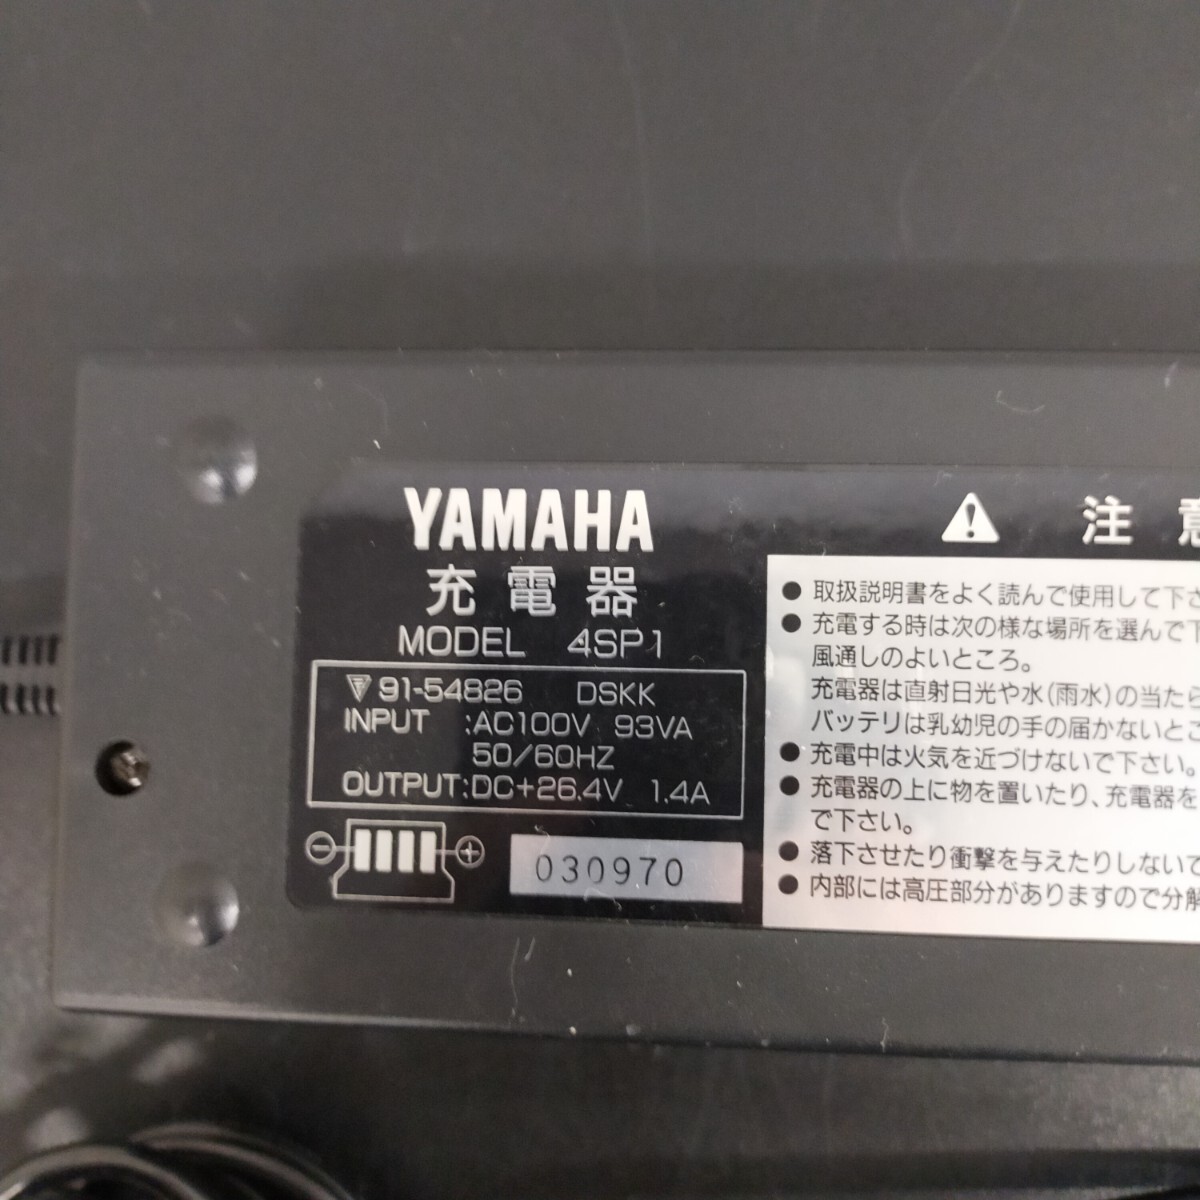 YAMAHA
充電器
MODEL 4SP1
91-54826 DSKK
INPUT :AC100V 93VA
50/60HZ
OUTPUT:DC+26.4V 1.4A
⊖ ⊕
030970
注 意
● 取扱説明書をよく読んで使用して下さ
● 充電する時は次の様な場所を選んで下
風通しのよいところ。
充電器は直射日光や水(雨水)の当たら
バッテリは乳幼児の手の届かないとこ
● 充電中は火気を近づけないで下さい。
● 充電器の上に物を置いたり、充電器を
で下さい。
● 落下させたり衝撃を与えたりしないで
● 内部には高圧部分がありますので分解